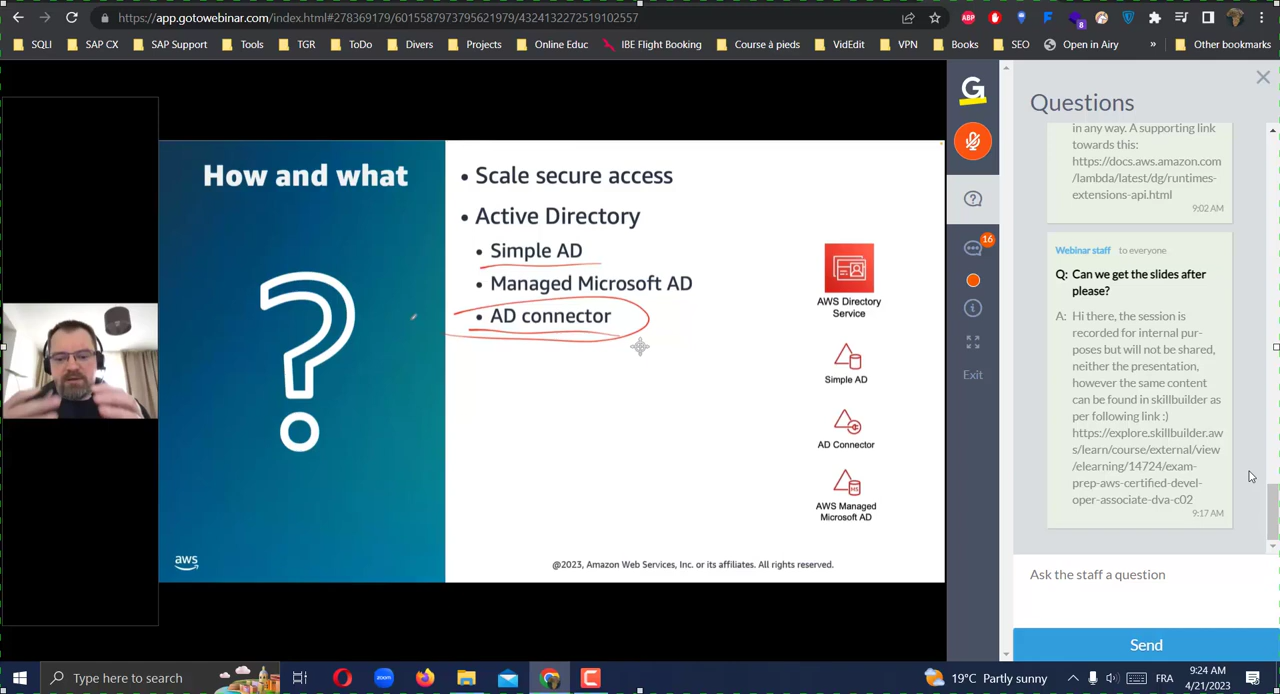 https://app.gotowebinar.com/index.html#278369179/6015587973795621979/4324132272519102557
ABP
8
SQLI
SAP CX
SAP Support
Tools
TGR
ToDo
Divers
Projects
Online Educ
IBE Flight Booking
Course à pieds
VidEdit
VPN
Books
SEO
Open in Airy
»
Other bookmarks
How and what
• Scale secure access
• Active Directory
• Simple AD
• Managed Microsoft AD
• AD connector
AWS Directory
Service
Simple AD
AD Connector
MS
AWS Managed
Microsoft AD
aws
@2023, Amazon Web Services, Inc. or its affiliates. All rights reserved.
G
16
Exit
Questions
in any way. A supporting link
towards this:
https://docs.aws.amazon.com
/lambda/latest/dg/runtimes-
extensions-api.html
9:02 AM
Webinar staff to everyone
Q: Can we get the slides after
please?
A: Hi there, the session is
recorded for internal pur-
poses but will not be shared,
neither the presentation,
however the same content
can be found in skillbuilder as
per following link :)
https://explore.skillbuilder.aw
s/learn/course/external/view
/elearning/14724/exam-
prep-aws-certified-devel-
oper-associate-dva-c02
9:17 AM
Ask the staff a question
Send
Type here to search
zoom
19°C Partly sunny
FRA
9:24 AM
4/21/2023